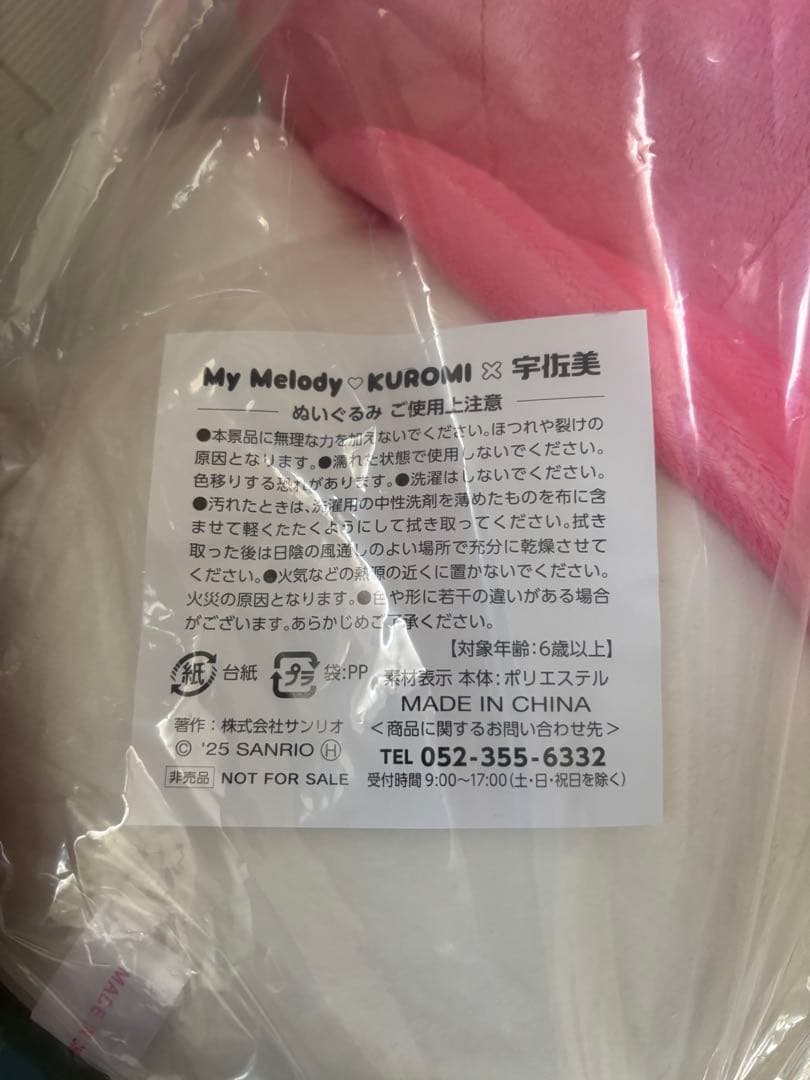 My Melody♡KUROMI × 宇佐美
ぬいぐるみ ご使用上注意
●本景品に無理な力を加えないでください。ほつれや裂けの
原因となります。●濡れた状態で使用しないでください。
色移りする恐れがあります。●洗濯はしないでください。
●汚れたときは、洗濯用の中性洗剤を薄めたものを布に含
ませて軽くたたくようにして拭き取ってください。拭き
取った後は日陰の風通しのよい場所で充分に乾燥させて
ください。●火気などの熱源の近くに置かないでください。
火災の原因となります。●色や形に若干の違いがある場合
がございます。あらかじめご了承ください。
【対象年齢:6歳以上】
紙 台紙 プラ 袋:PP 素材表示 本体:ポリエステル
MADE IN CHINA
著作:株式会社サンリオ <商品に関するお問い合わせ先>
© '25 SANRIO Ⓗ TEL 052-355-6332
非売品 NOT FOR SALE 受付時間 9:00〜17:00(土・日・祝日を除く)
MADE